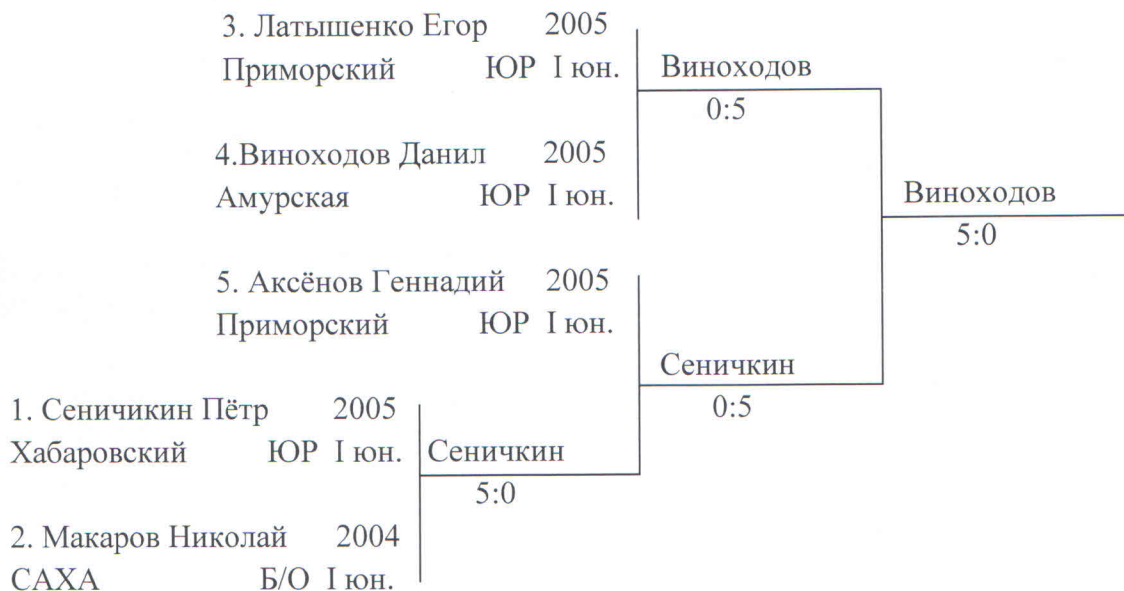 3. Латышенко Егор 2005
Приморский ЮР I юн.
Виноходов
0:5
4.Виноходов Данил 2005
Амурская ЮР I юн.
Виноходов
5:0
5. Аксёнов Геннадий 2005
Приморский ЮР I юн.
Сеничкин
0:5
1. Сеничикин Пётр 2005
Хабаровский ЮР I юн.
Сеничкин
5:0
2. Макаров Николай 2004
САХА Б/О I юн.